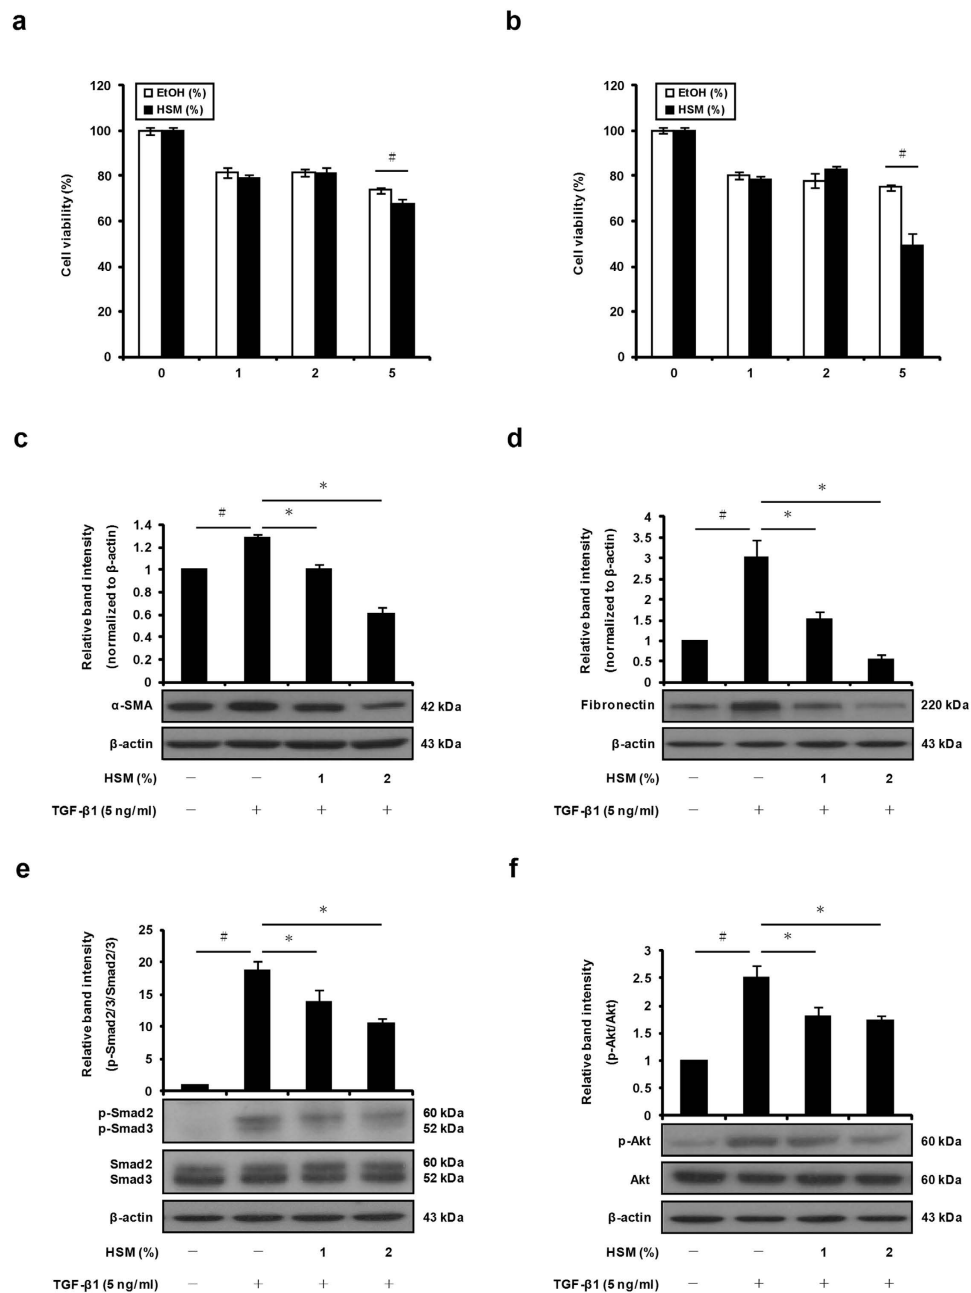 a
120
100
80
60
40
20
0
Cell viability (%)
EtOH (%)
HSM (%)
#
0 1 2 5
b
120
100
80
60
40
20
0
Cell viability (%)
EtOH (%)
HSM (%)
#
0 1 2 5
c
Relative band intensity
(normalized to β-actin)
1.4
1.2
1
0.8
0.6
0.4
0.2
0
# * *
α-SMA 42 kDa
β-actin 43 kDa
HSM (%) − − 1 2
TGF-β1 (5 ng/ml) − + + +
d
Relative band intensity
(normalized to β-actin)
4
3.5
3
2.5
2
1.5
1
0.5
0
# * *
Fibronectin 220 kDa
β-actin 43 kDa
HSM (%) − − 1 2
TGF-β1 (5 ng/ml) − + + +
e
Relative band intensity
(p-Smad2/3/Smad2/3)
25
20
15
10
5
0
# * *
p-Smad2 60 kDa
p-Smad3 52 kDa
Smad2 60 kDa
Smad3 52 kDa
β-actin 43 kDa
HSM (%) − − 1 2
TGF-β1 (5 ng/ml) − + + +
f
Relative band intensity
(p-Akt/Akt)
3
2.5
2
1.5
1
0.5
0
# * *
p-Akt 60 kDa
Akt 60 kDa
β-actin 43 kDa
HSM (%) − − 1 2
TGF-β1 (5 ng/ml) − + + +